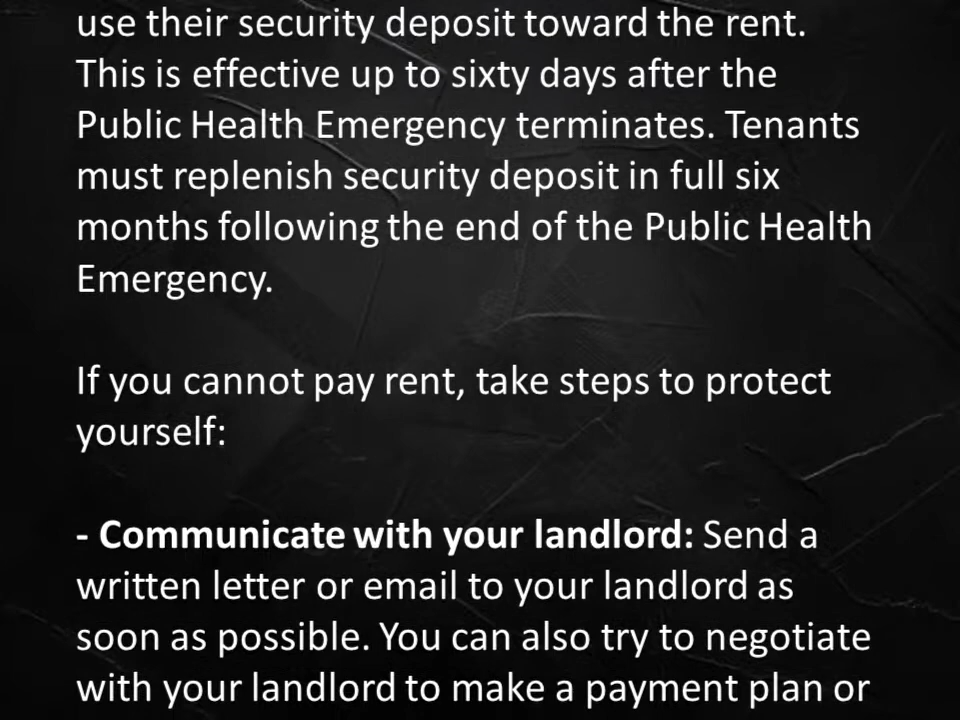 use their security deposit toward the rent.
This is effective up to sixty days after the
Public Health Emergency terminates. Tenants
must replenish security deposit in full six
months following the end of the Public Health
Emergency.
If you cannot pay rent, take steps to protect
yourself:
- Communicate with your landlord: Send a
written letter or email to your landlord as
soon as possible. You can also try to negotiate
with your landlord to make a payment plan or